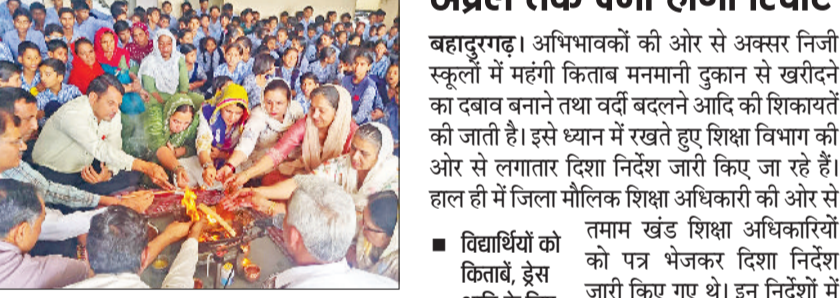 अप्रैल तक
बहादुरगढ़। अभिभावकों की ओर से अक्सर निजी
स्कूलों में महंगी किताब मनमानी दुकान से खरीदने
का दबाव बनाने तथा वर्दी बदलने आदि की शिकायतें
की जाती है। इसे ध्यान में रखते हुए शिक्षा विभाग की
ओर से लगातार दिशा निर्देश जारी किए जा रहे हैं।
हाल ही में जिला मौलिक शिक्षा अधिकारी की ओर से
तमाम खंड शिक्षा अधिकारियों
को पत्र भेजकर दिशा निर्देश
जारी किए गए थे। इन निर्देशों में
■ विद्यार्थियों को
किताबें, ड्रेस